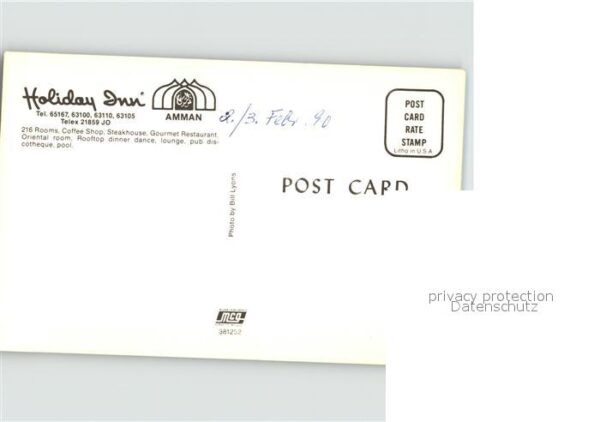 Holiday Inn®
AMMAN
Tel. 65167, 63100, 63110, 63105
Telex 21859 JO
216 Rooms, Coffee Shop, Steakhouse, Gourmet Restaurant,
Oriental room, Rooftop dinner dance, lounge, pub dis-
cotheque, pool.
2./3. Febr. 90
POST
CARD
RATE
STAMP
Litho in U.S.A.
POST CARD
Photo by Bill Lyons
981252
privacy protection
Datenschutz